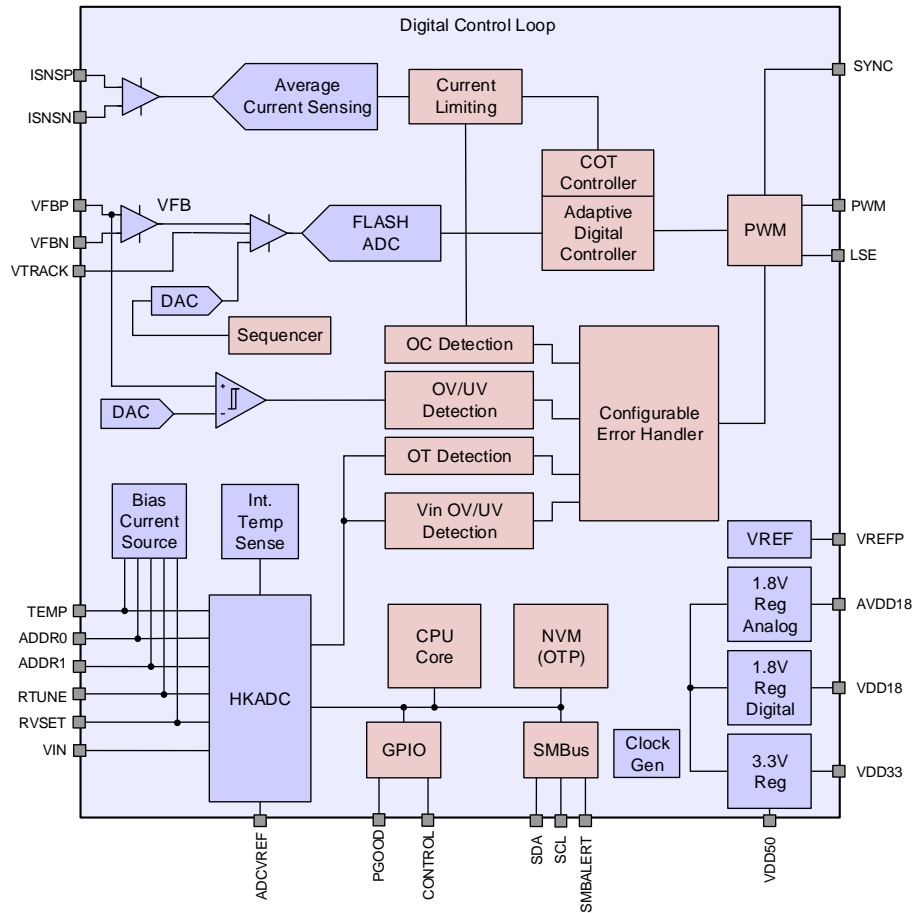 Digital Control Loop
ISNSP
ISNSN
Average
Current Sensing
Current
Limiting
SYNC
COT
Controller
VFBP
VFB
VFBN
VTRACK
FLASH
ADC
Adaptive
Digital
Controller
PWM
PWM
LSE
DAC
Sequencer
OC Detection
+
-
DAC
OV/UV
Detection
Configurable
Error Handler
OT Detection
Bias
Current
Source
Int.
Temp
Sense
Vin OV/UV
Detection
VREF
VREFP
1.8V
Reg
Analog
AVDD18
TEMP
ADDR0
ADDR1
RTUNE
RVSET
VIN
HKADC
CPU
Core
NVM
(OTP)
1.8V
Reg
Digital
VDD18
GPIO
SMBus
Clock
Gen
3.3V
Reg
VDD33
ADCVREF
PGOOD
CONTROL
SDA
SCL
SMBALERT
VDD50